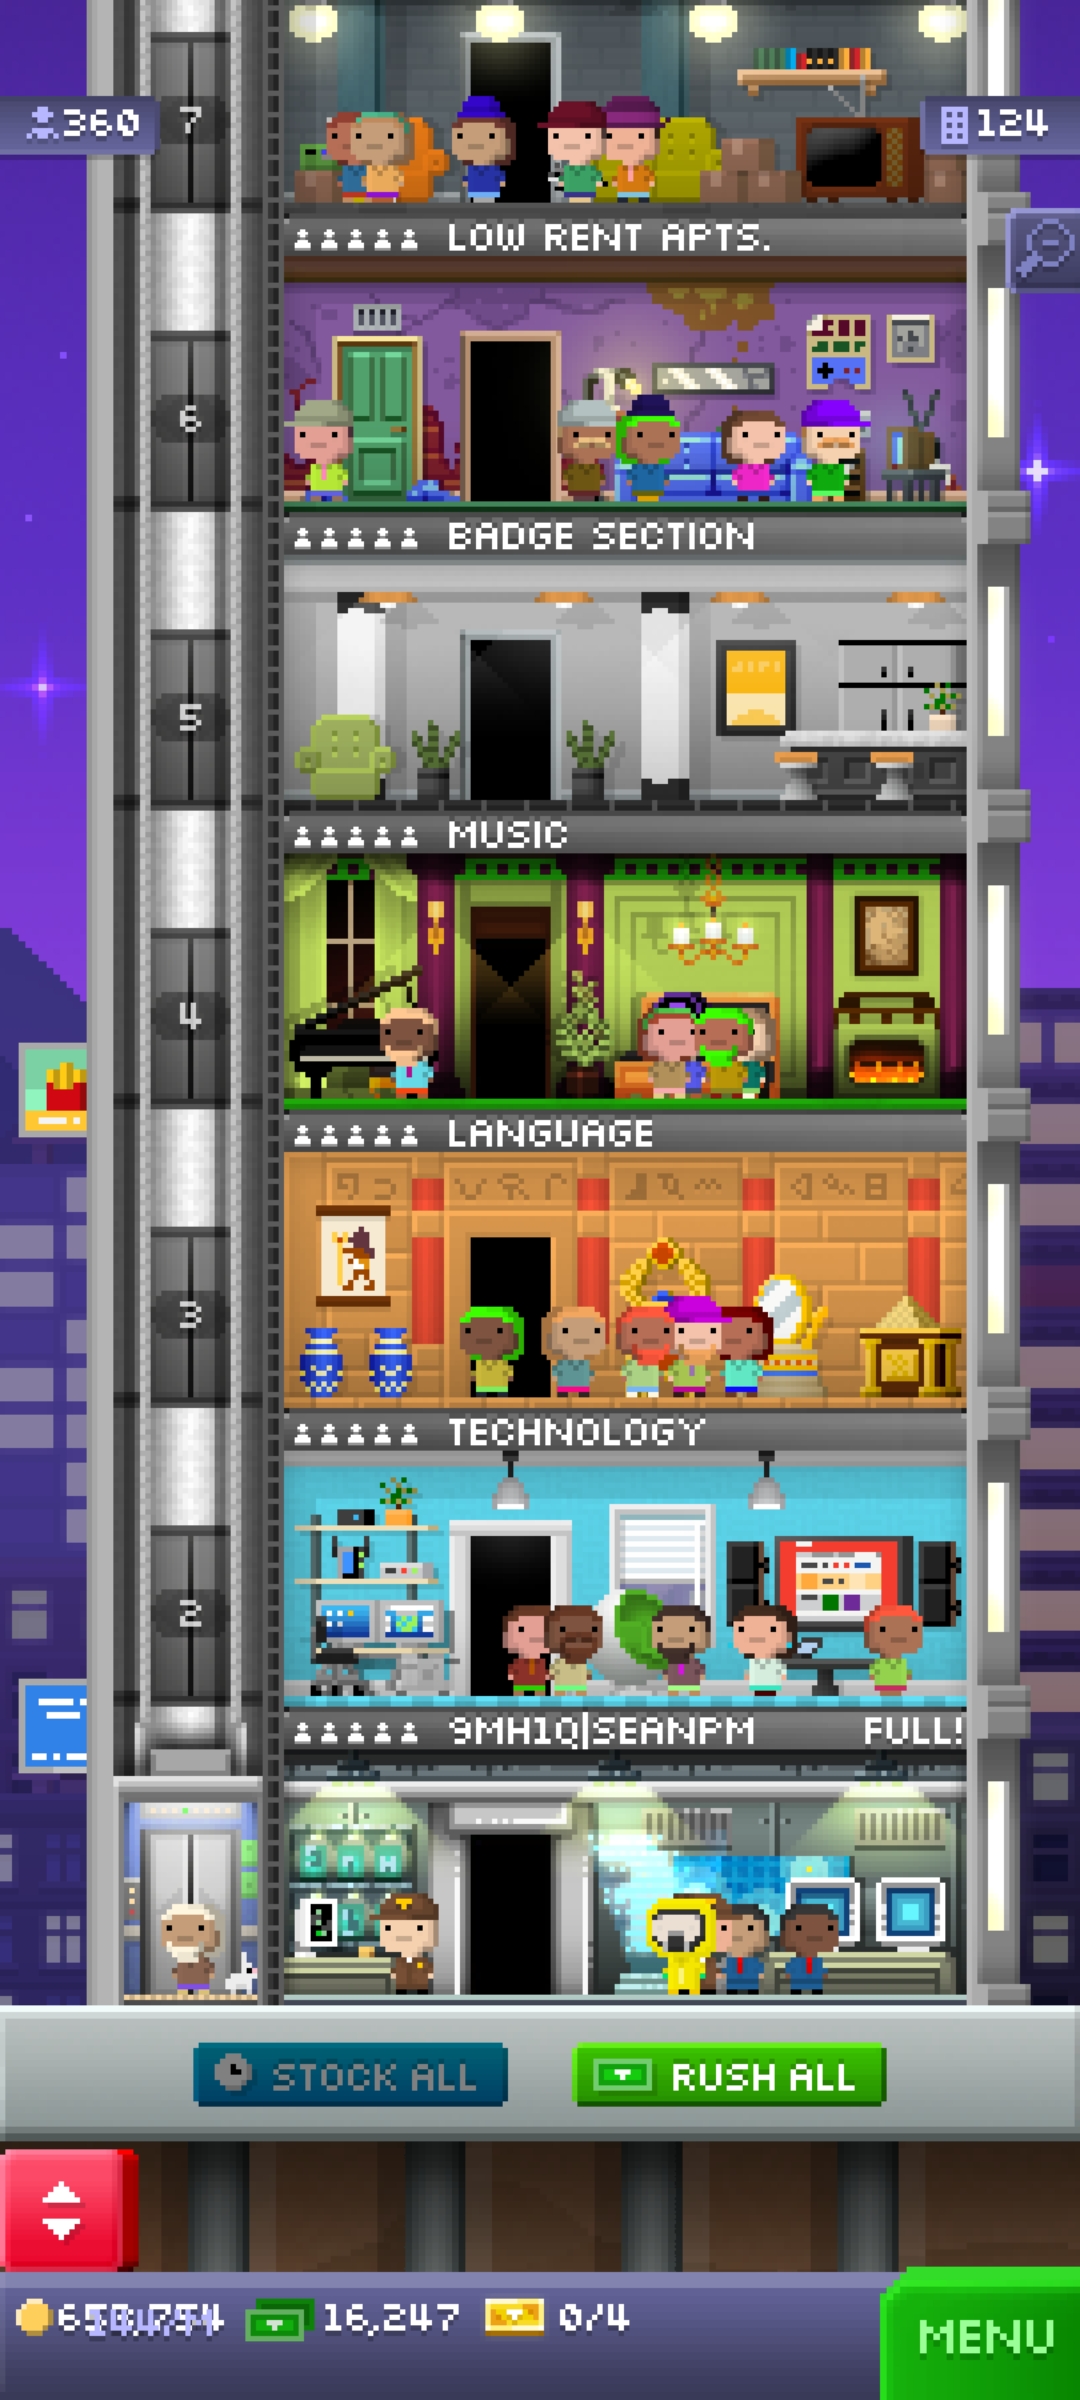 360
7
124
LOW RENT APTS.
6
BADGE SECTION
5
MUSIC
4
LANGUAGE
3
TECHNOLOGY
2
9MH1Q|SEANPM FULL!
STOCK ALL
RUSH ALL
16,247
0/4
MENU